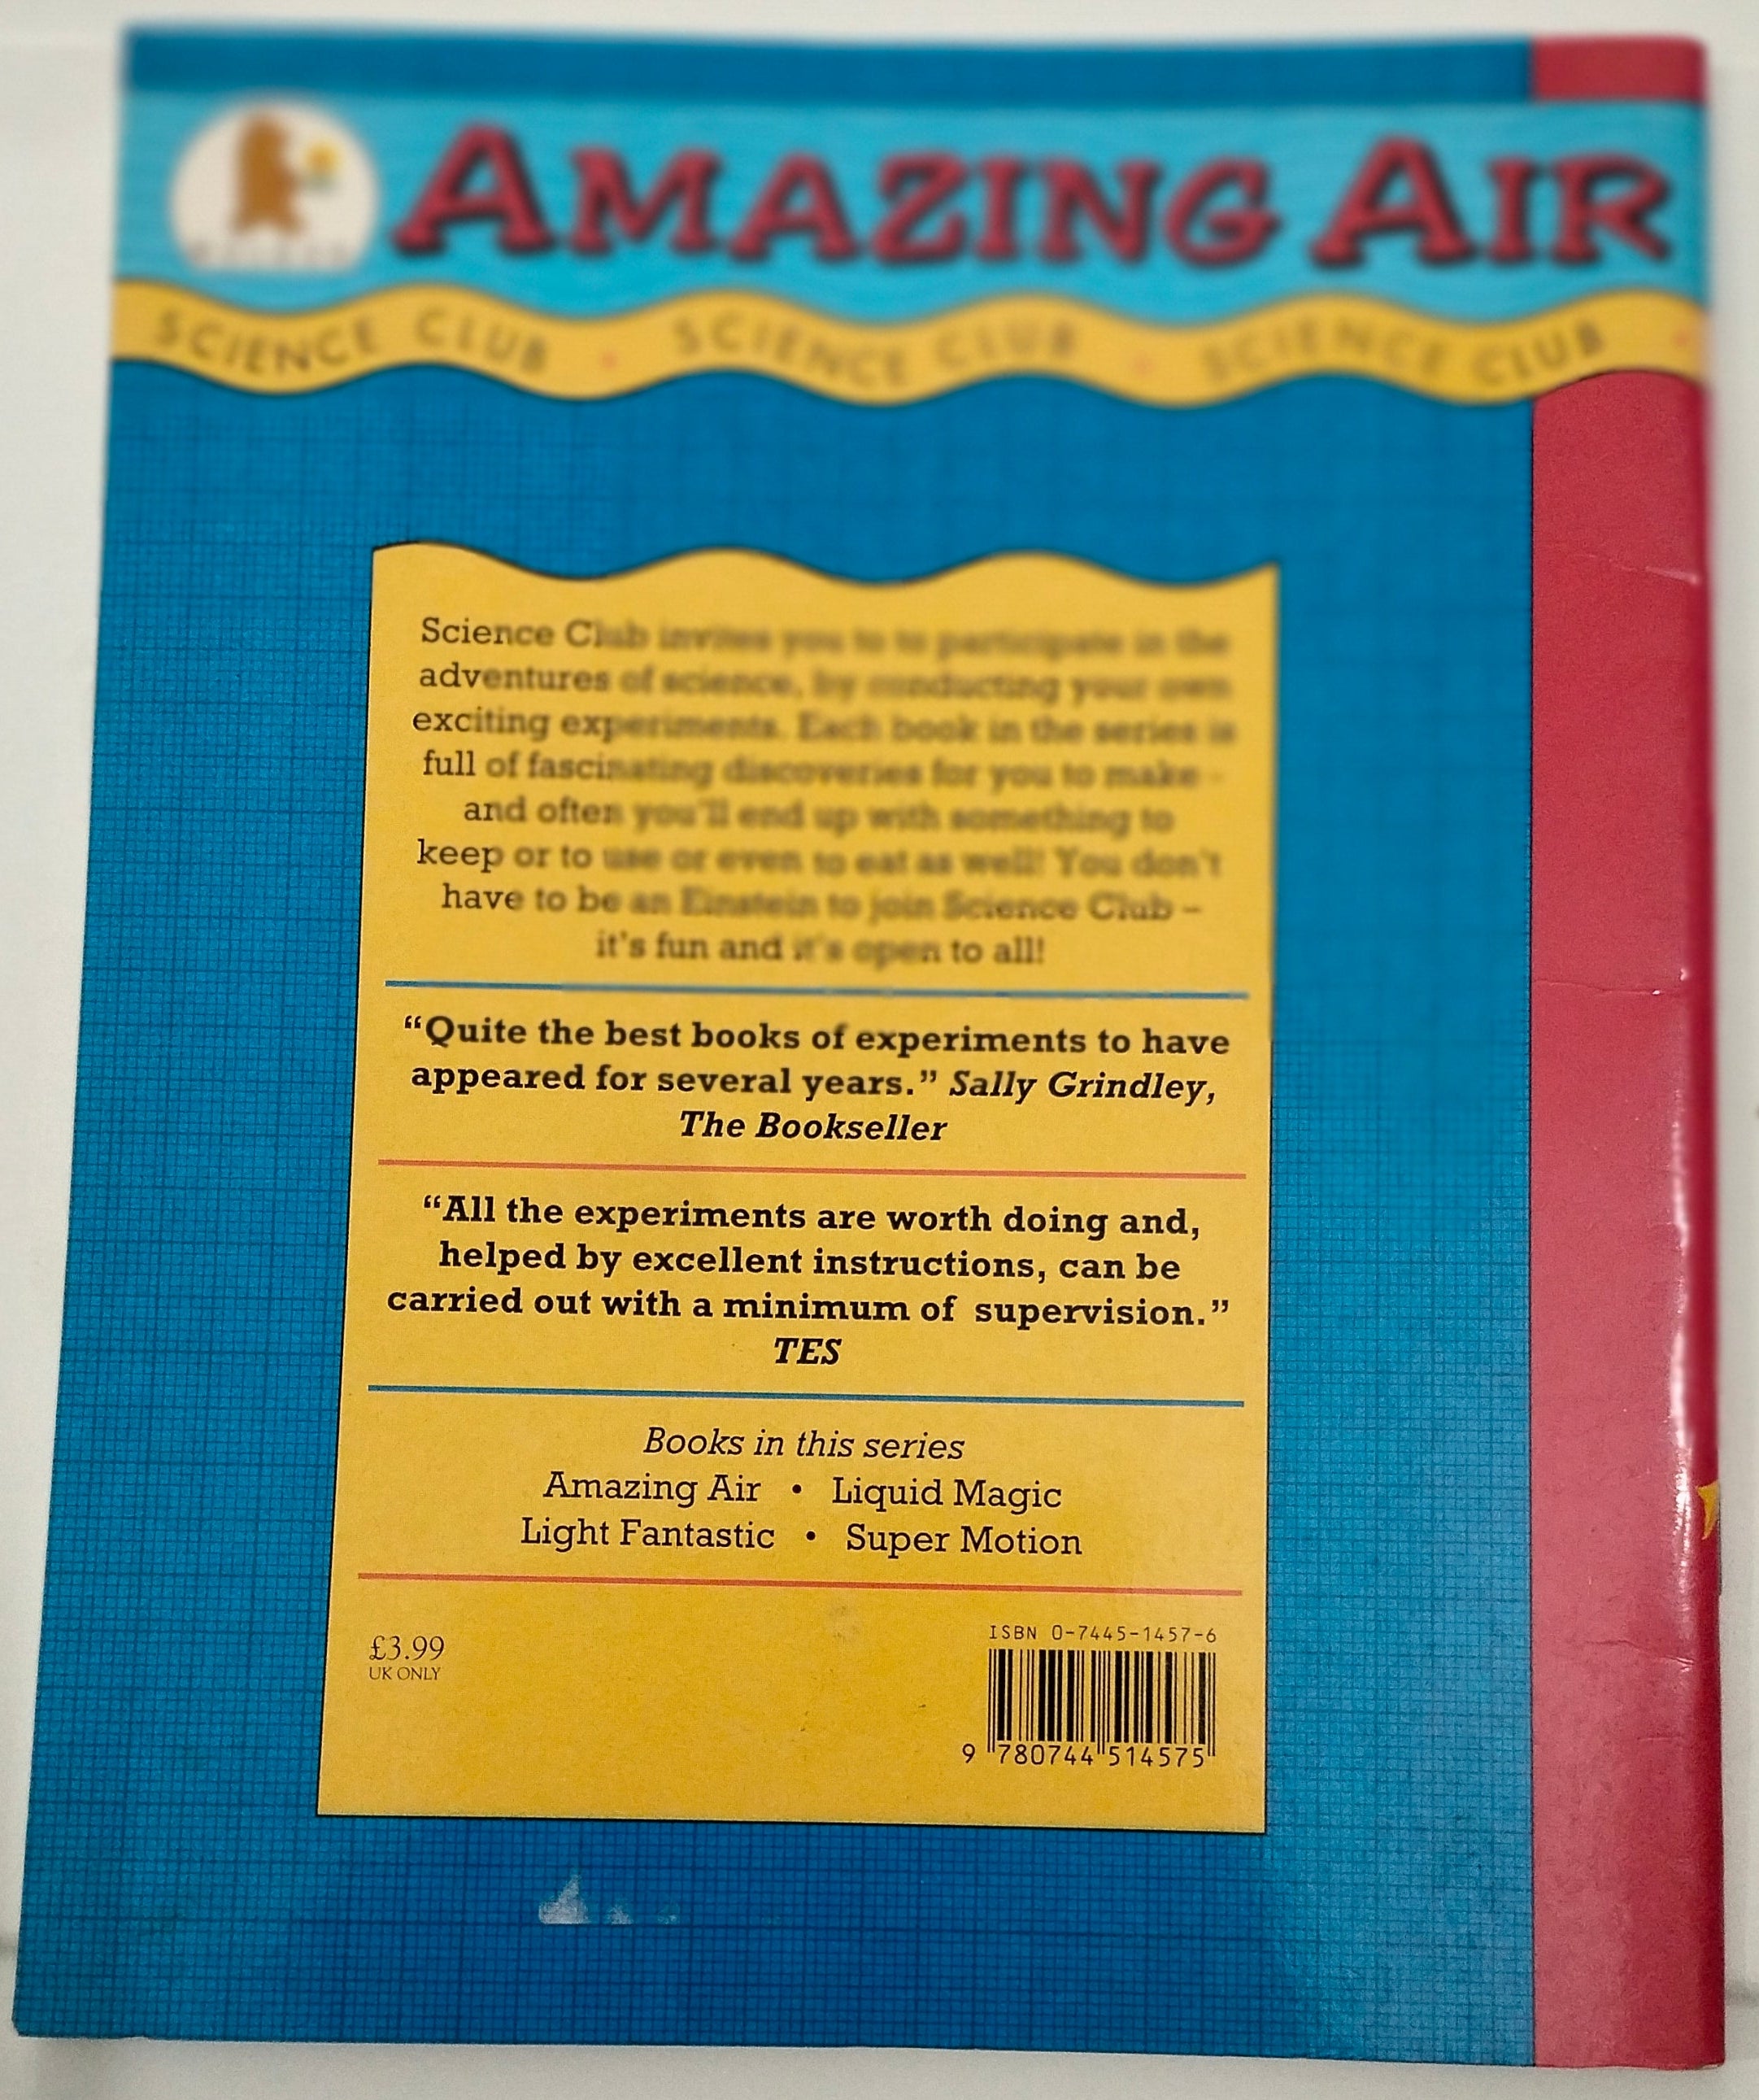 AMAZING AIR
SCIENCE CLUB • SCIENCE CLUB • SCIENCE CLUB •
Science Club invites you to to participate in the
adventures of science, by conducting your own
exciting experiments. Each book in the series is
full of fascinating discoveries for you to make -
and often you'll end up with something to
keep or to use or even to eat as well! You don't
have to be an Einstein to join Science Club –
it's fun and it's open to all!
“Quite the best books of experiments to have
appeared for several years.” Sally Grindley,
The Bookseller
“All the experiments are worth doing and,
helped by excellent instructions, can be
carried out with a minimum of supervision.”
TES
Books in this series
Amazing Air • Liquid Magic
Light Fantastic • Super Motion
£3.99
UK ONLY
ISBN 0-7445-1457-6
9 780744 514575